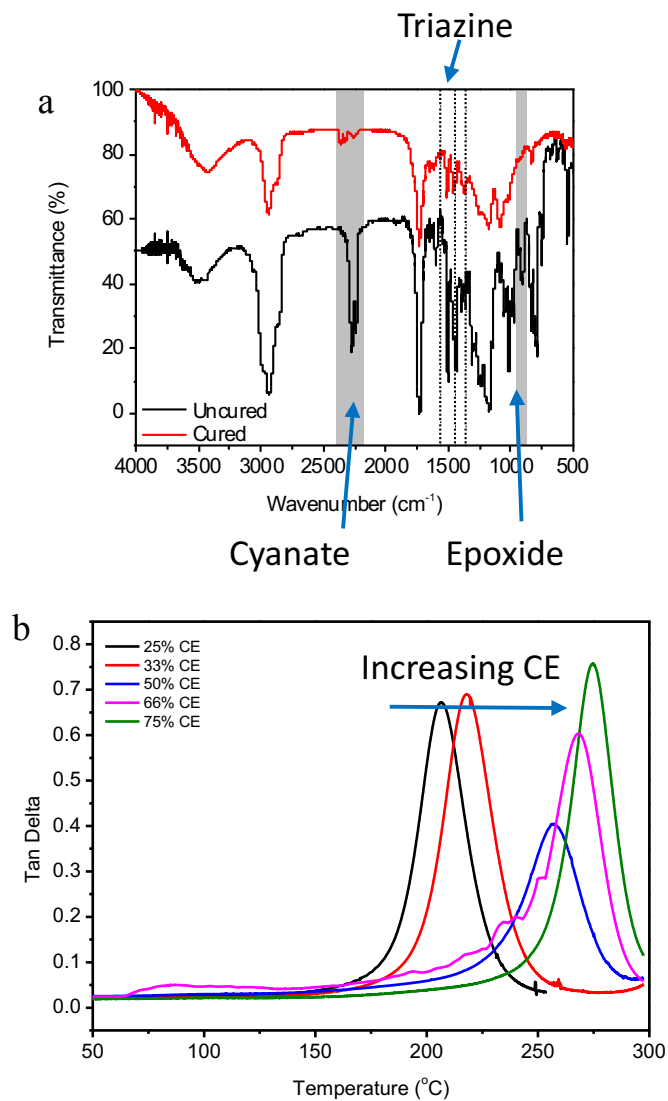 Triazine
a
100
80
60
40
20
0
Transmittance (%)
Uncured
Cured
4000 3500 3000 2500 2000 1500 1000 500
Wavenumber (cm⁻¹)
Cyanate Epoxide
b
0.8
0.7
0.6
0.5
0.4
0.3
0.2
0.1
0.0
Tan Delta
25% CE
33% CE
50% CE
66% CE
75% CE
Increasing CE
50 100 150 200 250 300
Temperature (°C)